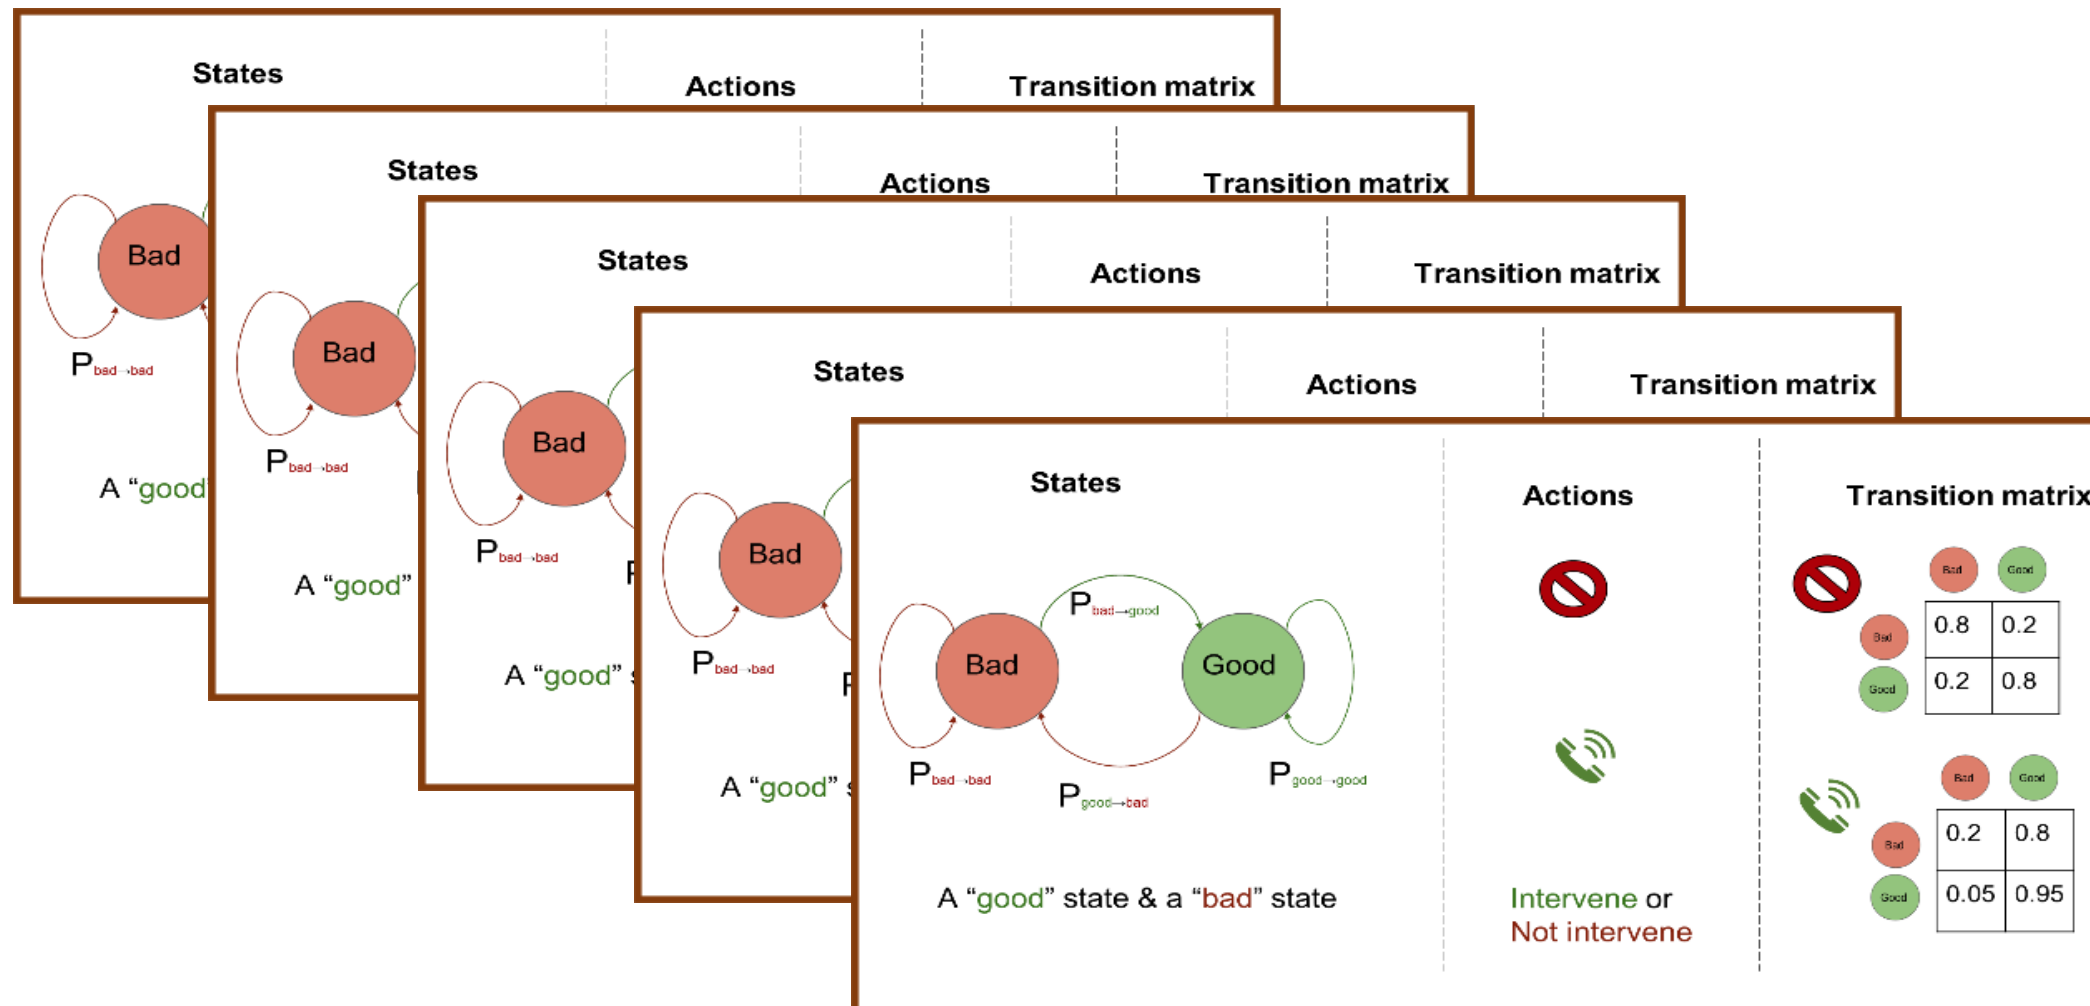 States
Actions
Transition matrix
Bad
P bad→bad
A “good”
States
Actions
Transition matrix
Bad
P bad→bad
A “good”
States
Actions
Transition matrix
Bad
P bad→bad
A “good”
States
Actions
Transition matrix
Bad
P bad→bad
A “good”
States
Actions
Transition matrix
P bad→good
Bad
Good
P bad→bad
P good→bad
P good→good
A “good” state & a “bad” state
Intervene or
Not intervene
Bad Good
Bad 0.8 0.2
Good 0.2 0.8
Bad Good
Bad 0.2 0.8
Good 0.05 0.95